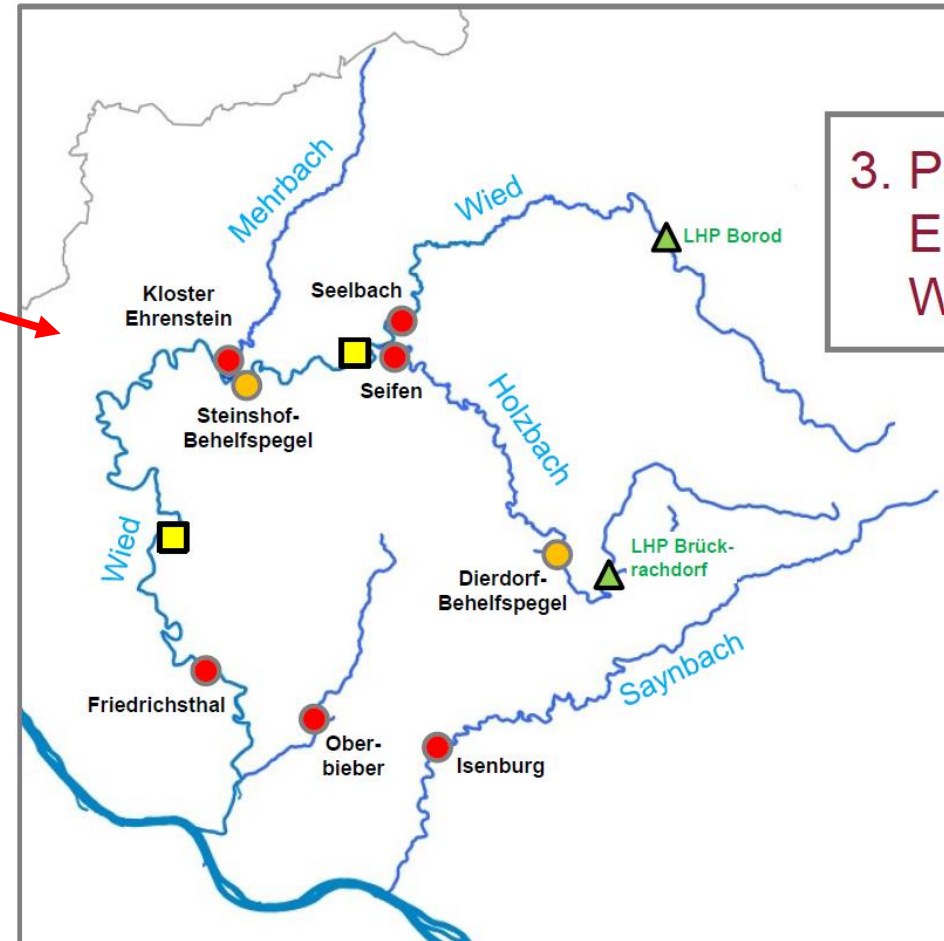 Mehrbach
Wied
3. P
E
W
LHP Borod
Kloster
Ehrenstein
Seelbach
Seifen
Steinshof-
Behelfspegel
Holzbach
Wied
LHP Brück-
rachdorf
Dierdorf-
Behelfspegel
Saynbach
Friedrichsthal
Ober-
bieber
Isenburg